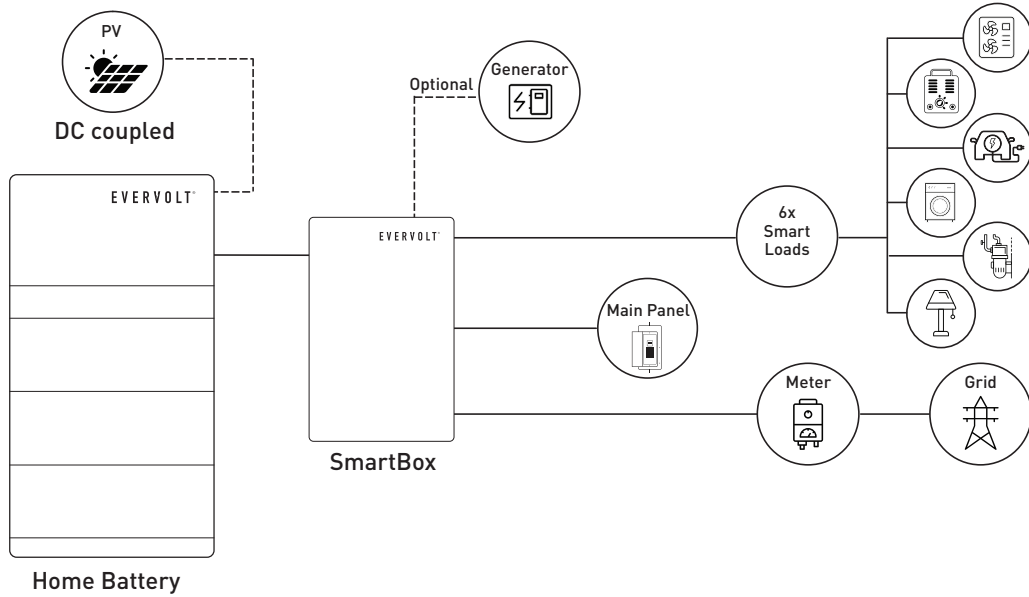 PV
DC coupled
Optional
Generator
EVERVOLT®
EVERVOLT®
6x
Smart
Loads
Main Panel
Meter
Grid
SmartBox
Home Battery